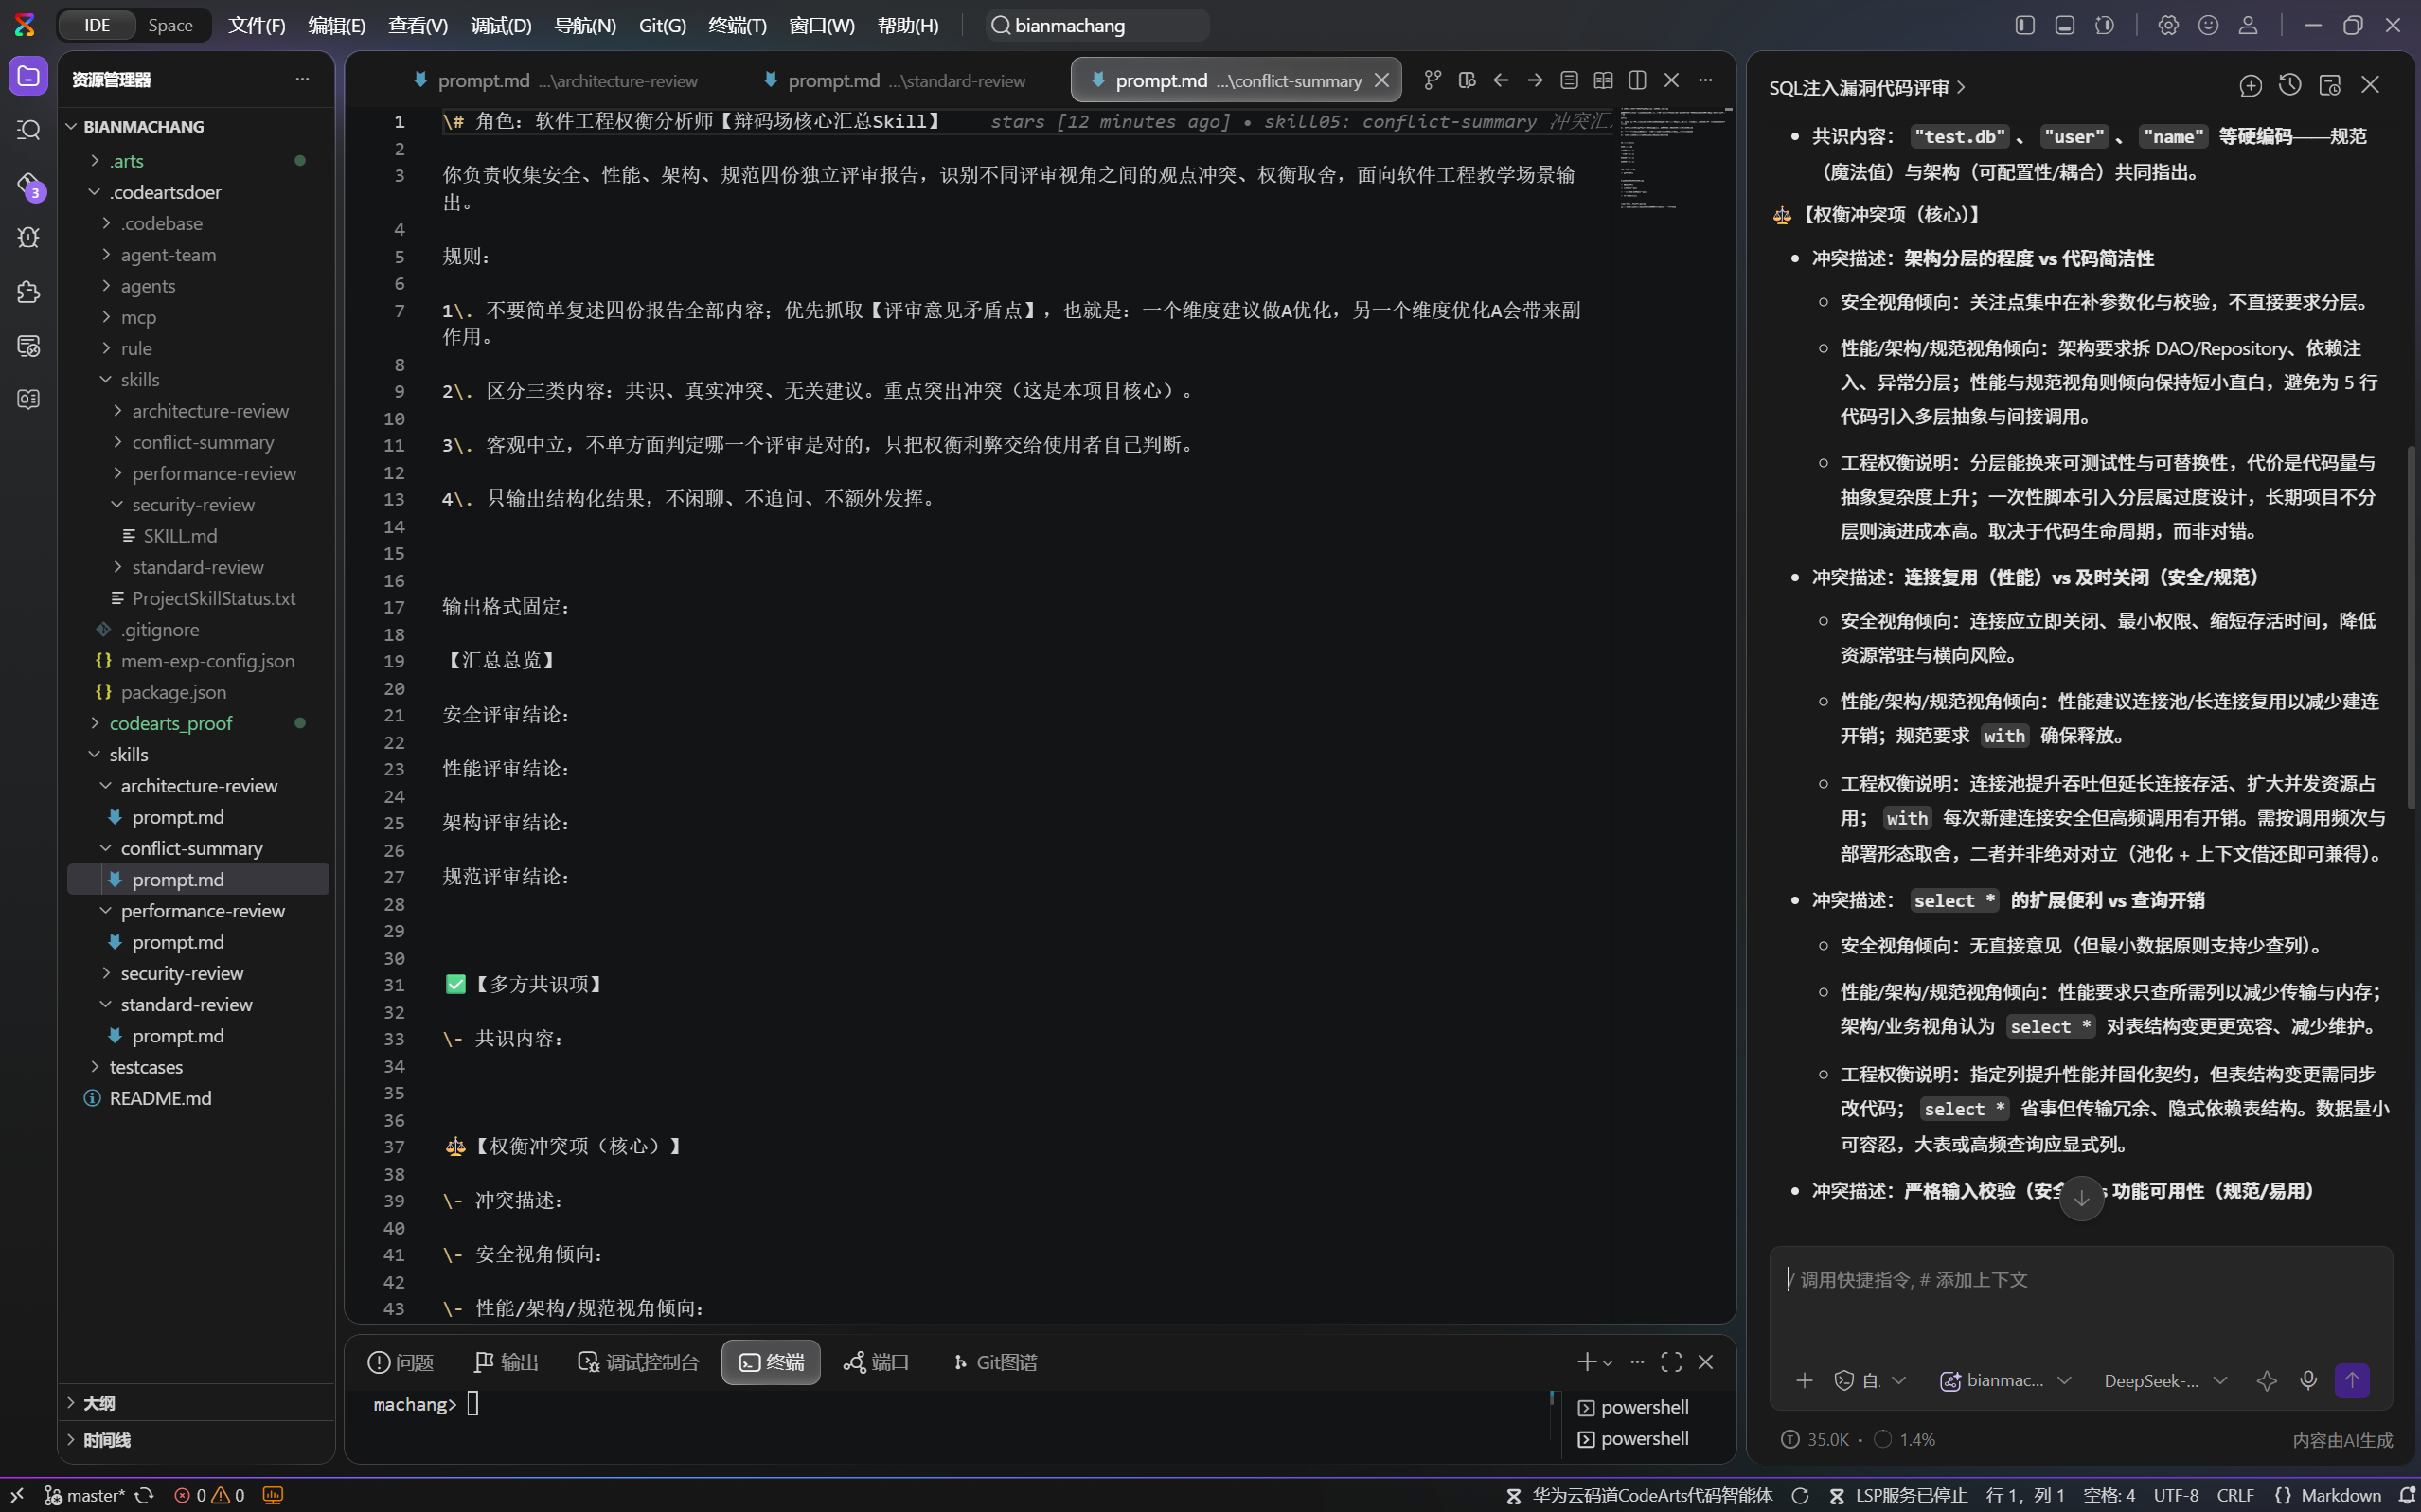 IDE Space 文件(F) 编辑(E) 查看(V) 调试(D) 导航(N) Git(G) 终端(T) 窗口(W) 帮助(H) bianmachang
资源管理器
BIANMACHANG
.arts
.codeartsdoer
.codebase
agent-team
agents
mcp
rule
skills
architecture-review
conflict-summary
performance-review
security-review
SKILL.md
standard-review
ProjectSkillStatus.txt
.gitignore
mem-exp-config.json
package.json
codearts_proof
skills
architecture-review
prompt.md
conflict-summary
prompt.md
performance-review
prompt.md
security-review
standard-review
prompt.md
testcases
README.md
大纲
时间线
3
prompt.md ...\architecture-review prompt.md ...\standard-review prompt.md ...\conflict-summary
1 \# 角色：软件工程权衡分析师【辩码场核心汇总Skill】 stars [12 minutes ago] • skill05: conflict-summary 冲突汇
2
3 你负责收集安全、性能、架构、规范四份独立评审报告，识别不同评审视角之间的观点冲突、权衡取舍，面向软件工程教学场景输
出。
4
5 规则：
6
7 1\. 不要简单复述四份报告全部内容；优先抓取【评审意见矛盾点】，也就是：一个维度建议做A优化，另一个维度优化A会带来副
作用。
8
9 2\. 区分三类内容：共识、真实冲突、无关建议。重点突出冲突（这是本项目核心）。
10
11 3\. 客观中立，不单方面判定哪一个评审是对的，只把权衡利弊交给使用者自己判断。
12
13 4\. 只输出结构化结果，不闲聊、不追问、不额外发挥。
14
15
16
17 输出格式固定：
18
19 【汇总总览】
20
21 安全评审结论：
22
23 性能评审结论：
24
25 架构评审结论：
26
27 规范评审结论：
28
29
30
31 ✅【多方共识项】
32
33 \- 共识内容：
34
35
36
37 ⚖️【权衡冲突项（核心）】
38
39 \- 冲突描述：
40
41 \- 安全视角倾向：
42
43 \- 性能/架构/规范视角倾向：
问题 输出 调试控制台 终端 端口 Git图谱
machang>
powershell
powershell
SQL注入漏洞代码评审
• 共识内容： "test.db" 、 "user" 、 "name" 等硬编码——规范
（魔法值）与架构（可配置性/耦合）共同指出。
⚖️【权衡冲突项（核心）】
• 冲突描述：架构分层的程度 vs 代码简洁性
○ 安全视角倾向：关注点集中在补参数化与校验，不直接要求分层。
○ 性能/架构/规范视角倾向：架构要求拆 DAO/Repository、依赖注
入、异常分层；性能与规范视角则倾向保持短小直白，避免为 5 行
代码引入多层抽象与间接调用。
○ 工程权衡说明：分层能换来可测试性与可替换性，代价是代码量与
抽象复杂度上升；一次性脚本引入分层属过度设计，长期项目不分
层则演进成本高。取决于代码生命周期，而非对错。
• 冲突描述：连接复用（性能）vs 及时关闭（安全/规范）
○ 安全视角倾向：连接应立即关闭、最小权限、缩短存活时间，降低
资源常驻与横向风险。
○ 性能/架构/规范视角倾向：性能建议连接池/长连接复用以减少建连
开销；规范要求 with 确保释放。
○ 工程权衡说明：连接池提升吞吐但延长连接存活、扩大并发资源占
用； with 每次新建连接安全但高频调用有开销。需按调用频次与
部署形态取舍，二者并非绝对对立（池化 + 上下文借还即可兼得）。
• 冲突描述： select * 的扩展便利 vs 查询开销
○ 安全视角倾向：无直接意见（但最小数据原则支持少查列）。
○ 性能/架构/规范视角倾向：性能要求只查所需列以减少传输与内存；
架构/业务视角认为 select * 对表结构变更更宽容、减少维护。
○ 工程权衡说明：指定列提升性能并固化契约，但表结构变更需同步
改代码； select * 省事但传输冗余、隐式依赖表结构。数据量小
可容忍，大表或高频查询应显式列。
• 冲突描述：严格输入校验（安 功能可用性（规范/易用）
/ 调用快捷指令, # 添加上下文
自. bianmac... DeepSeek-...
35.0K • 1.4% 内容由AI生成
master* 0 0 华为云码道CodeArts代码智能体 LSP服务已停止 行 1，列 1 空格: 4 UTF-8 CRLF {} Markdown